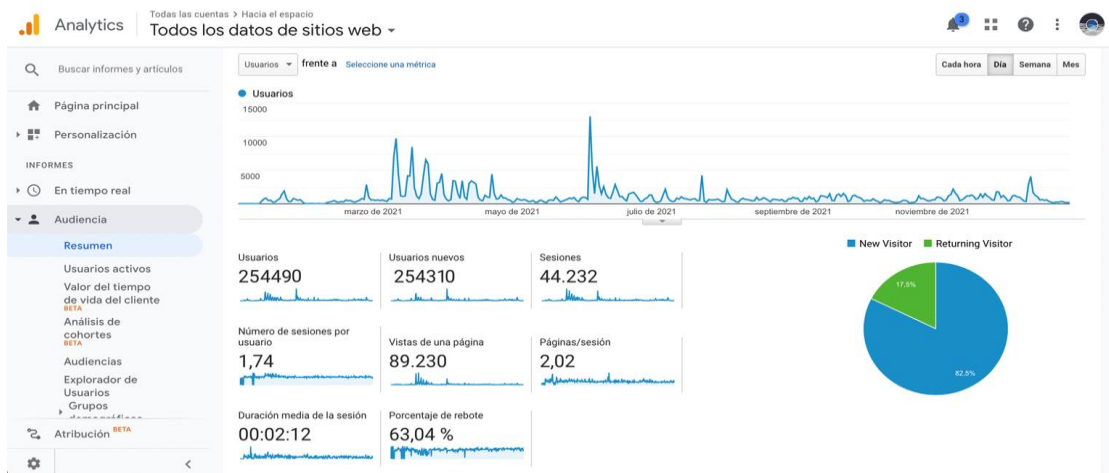 Analytics
Todas las cuentas > Hacia el espacio
Todos los datos de sitios web
3
Buscar informes y artículos
Página principal
Personalización
INFORMES
En tiempo real
Audiencia
Resumen
Usuarios activos
Valor del tiempo
de vida del cliente
BETA
Análisis de
cohortes
BETA
Audiencias
Explorador de
Usuarios
Grupos
Atribución BETA
Usuarios frente a Seleccione una métrica
Cada hora Día Semana Mes
Usuarios
15000
10000
5000
marzo de 2021 mayo de 2021 julio de 2021 septiembre de 2021 noviembre de 2021
New Visitor Returning Visitor
Usuarios
254490
Usuarios nuevos
254310
Sesiones
44.232
Número de sesiones por
usuario
1,74
Vistas de una página
89.230
Páginas/sesión
2,02
Duración media de la sesión
00:02:12
Porcentaje de rebote
63,04 %
17,5%
82,5%